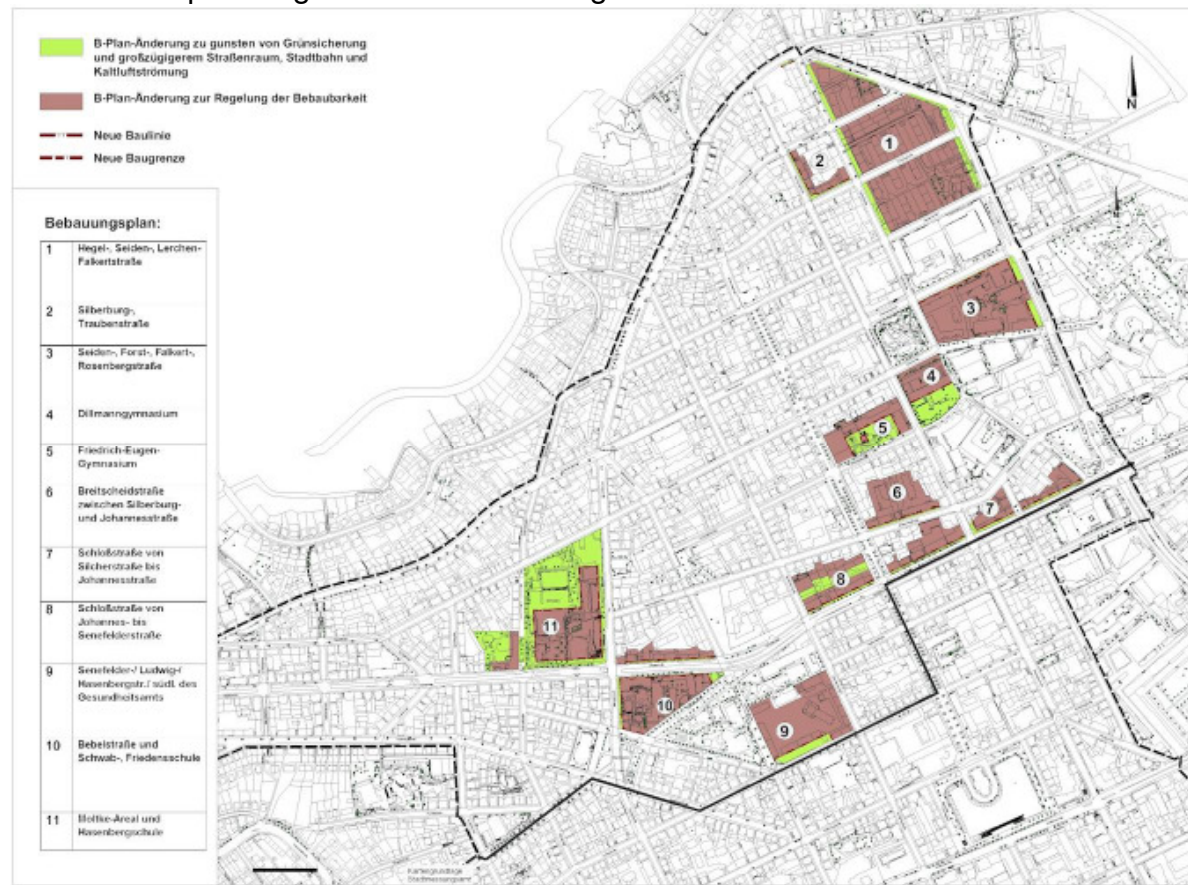 B-Plan-Änderung zu gunsten von Grünsicherung
und großzügigerem Straßenraum, Stadtbahn und
Kaltluftströmung
B-Plan-Änderung zur Regelung der Bebaubarkeit
Neue Baulinie
Neue Baugrenze
N
Bebauungsplan:
1 Hegel-, Seiden-, Lerchen-
Falkertstraße
2 Silberburg-,
Traubenstraße
3 Seiden-, Forst-, Falkert-,
Rosenbergstraße
4 Dillmanngymnasium
5 Friedrich-Eugen-
Gymnasium
6 Breitscheidstraße
zwischen Silberburg-
und Johannesstraße
7 Schloßstraße von
Silcherstraße bis
Johannesstraße
8 Schloßstraße von
Johannes- bis
Senefelderstraße
9 Senefelder-/ Ludwig-/
Hasenbergstr./ südl. des
Gesundheitsamts
10 Bebelstraße und
Schwab-, Friedensschule
11 Moltke-Areal und
Hasenbergschule
1
2
3
4
5
6
7
8
11
10
9
Kartengrundlage
Stadtmessungsamt